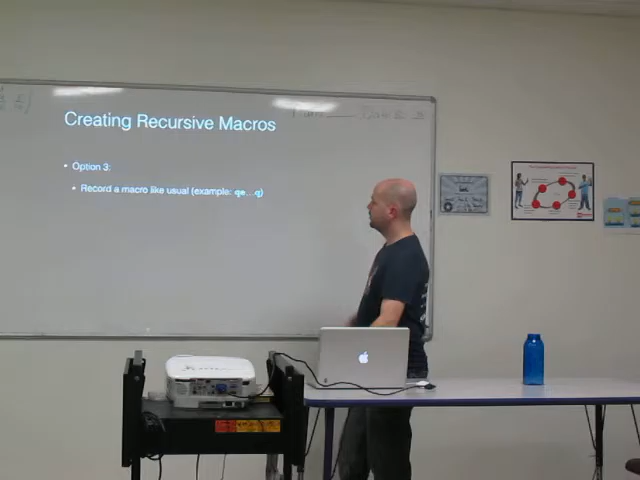 Creating Recursive Macros
• Option 3:
• Record a macro like usual (example: qe...q)